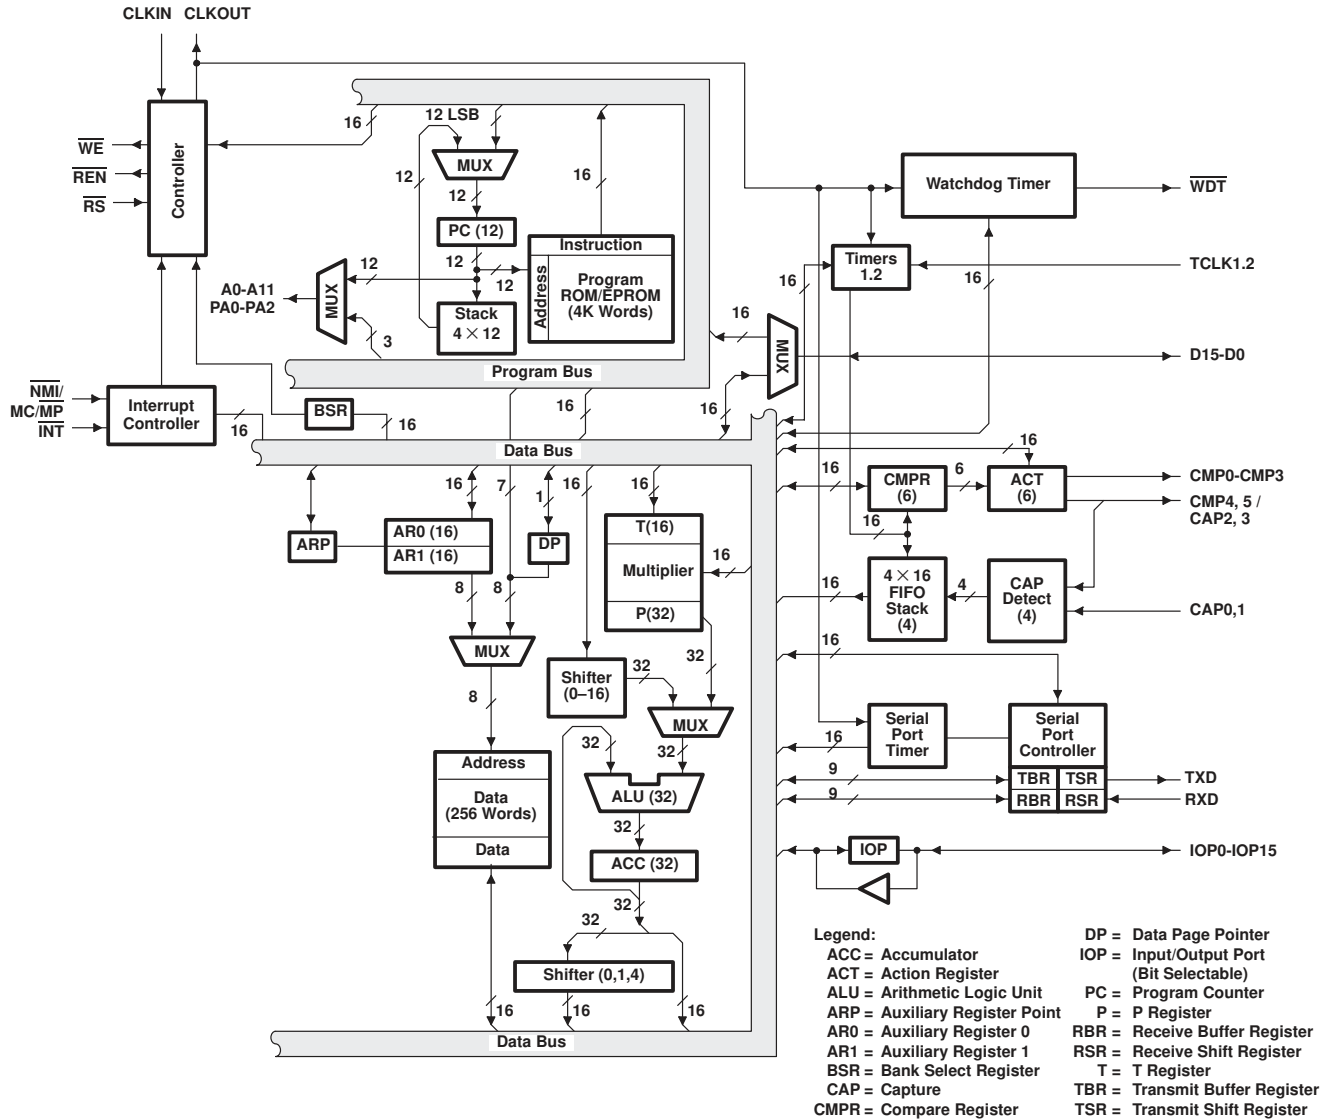 CLKIN CLKOUT
16
12 LSB
WE
REN
RS
Controller
MUX
12
12
16
PC (12)
12
12
12
A0-A11
PA0-PA2
MUX
3
Stack
4 × 12
Instruction
Address
Program
ROM/EPROM
(4K Words)
Program Bus
Watchdog Timer
WDT
Timers
1.2
TCLK1.2
16
16
16
MUX
D15-D0
16
NMI/
MC/MP
INT
Interrupt
Controller
16
BSR
16
16
Data Bus
16
7
1
16
16
ARP
AR0 (16)
AR1 (16)
DP
T(16)
Multiplier
P(32)
16
8
8
MUX
8
Shifter
(0–16)
32
32
MUX
32
32
ALU (32)
32
ACC (32)
32
32
Shifter (0,1,4)
16
16
16
Address
Data
(256 Words)
Data
Data Bus
16
16
CMPR
(6)
6
ACT
(6)
CMP0-CMP3
CMP4, 5 /
CAP2, 3
16
16
4 × 16
FIFO
Stack
(4)
4
CAP
Detect
(4)
CAP0,1
16
16
Serial
Port
Timer
Serial
Port
Controller
9
9
TBR TSR
RBR RSR
TXD
RXD
IOP
IOP0-IOP15
Legend:
ACC = Accumulator
ACT = Action Register
ALU = Arithmetic Logic Unit
ARP = Auxiliary Register Point
AR0 = Auxiliary Register 0
AR1 = Auxiliary Register 1
BSR = Bank Select Register
CAP = Capture
CMPR = Compare Register
DP = Data Page Pointer
IOP = Input/Output Port
(Bit Selectable)
PC = Program Counter
P = P Register
RBR = Receive Buffer Register
RSR = Receive Shift Register
T = T Register
TBR = Transmit Buffer Register
TSR = Transmit Shift Register